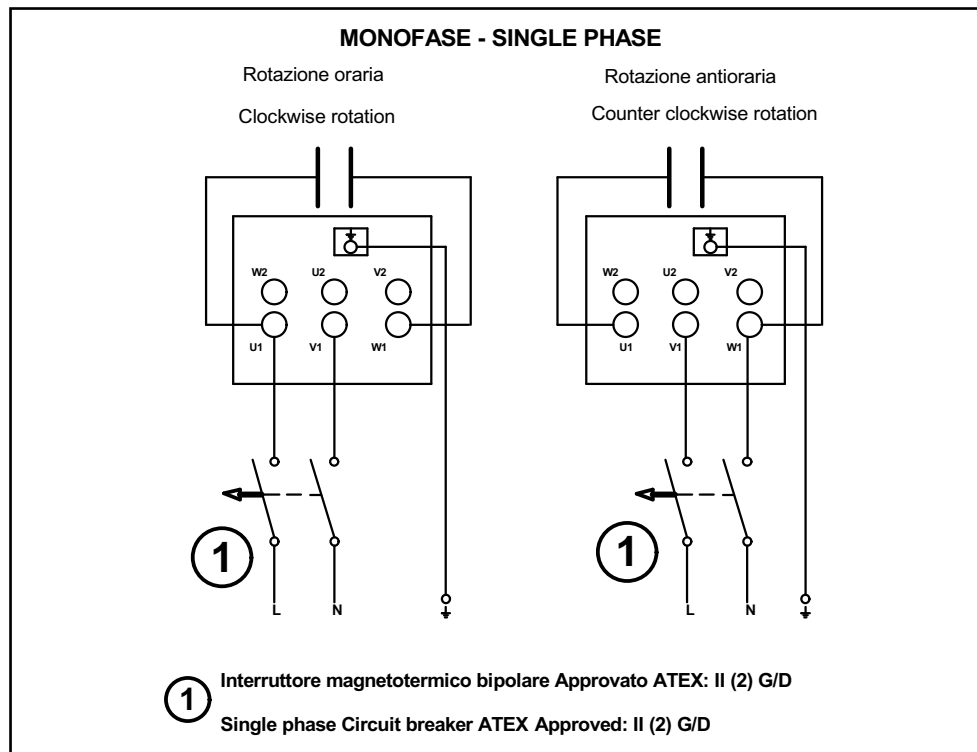 MONOFASE - SINGLE PHASE
Rotazione oraria
Clockwise rotation
W2 U2 V2
U1 V1 W1
1
L N
Rotazione antioraria
Counter clockwise rotation
W2 U2 V2
U1 V1 W1
1
L N
1
Interruttore magnetotermico bipolare Approvato ATEX: II (2) G/D
Single phase Circuit breaker ATEX Approved: II (2) G/D